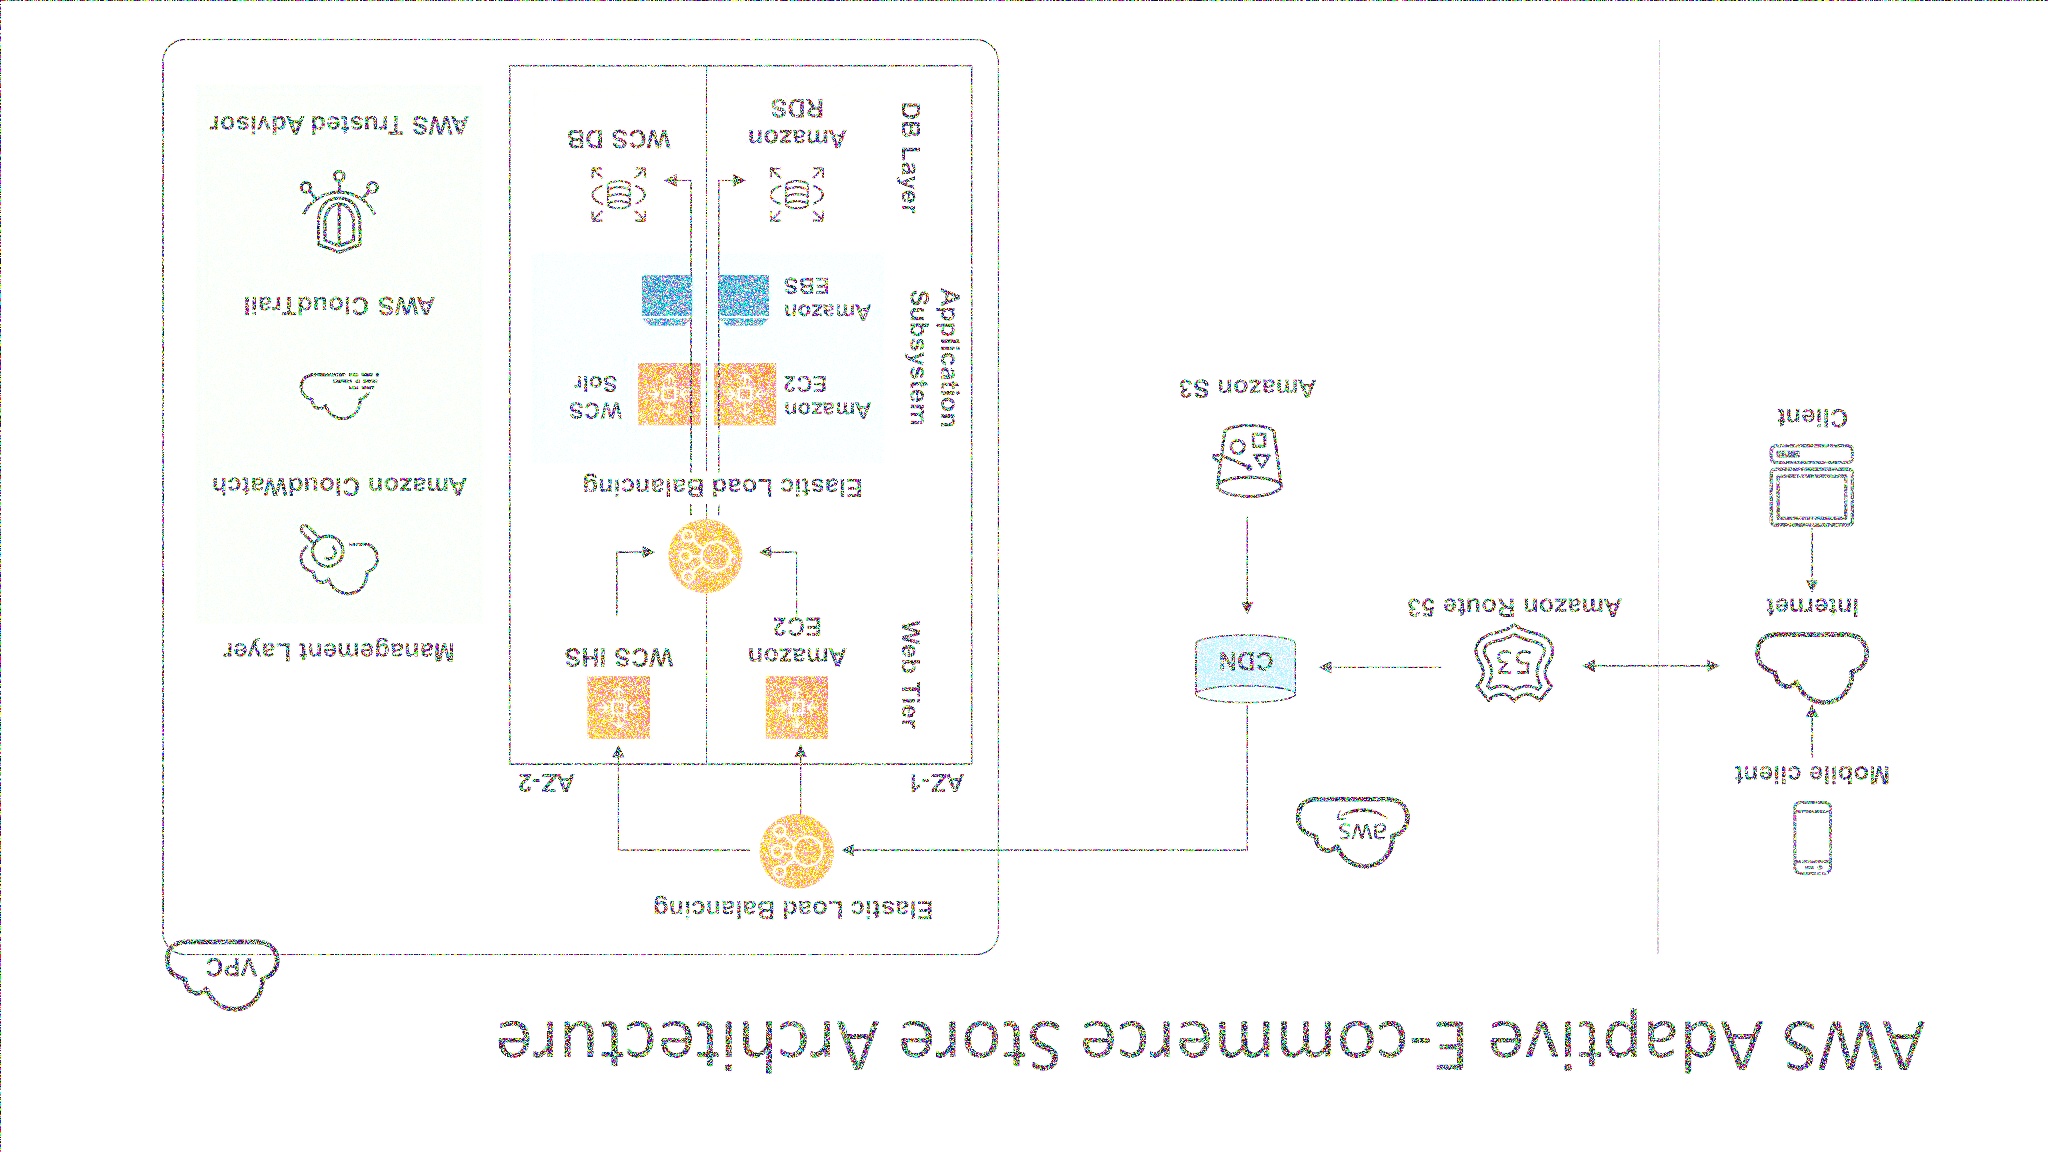 AWS Adaptive E-commerce Store Architecture
VPC
Elastic Load Balancing
aws
Mobile client
AZ-1
AZ-2
Internet
Amazon Route 53
53
CDN
Web Tier
Amazon
EC2
WCS IHS
Management Layer
Client
Amazon S3
Elastic Load Balancing
Amazon CloudWatch
Application
Subsystem
Amazon
EC2
WCS
Solr
Amazon
EBS
AWS CloudTrail
DB Layer
Amazon
RDS
WCS DB
AWS Trusted Advisor